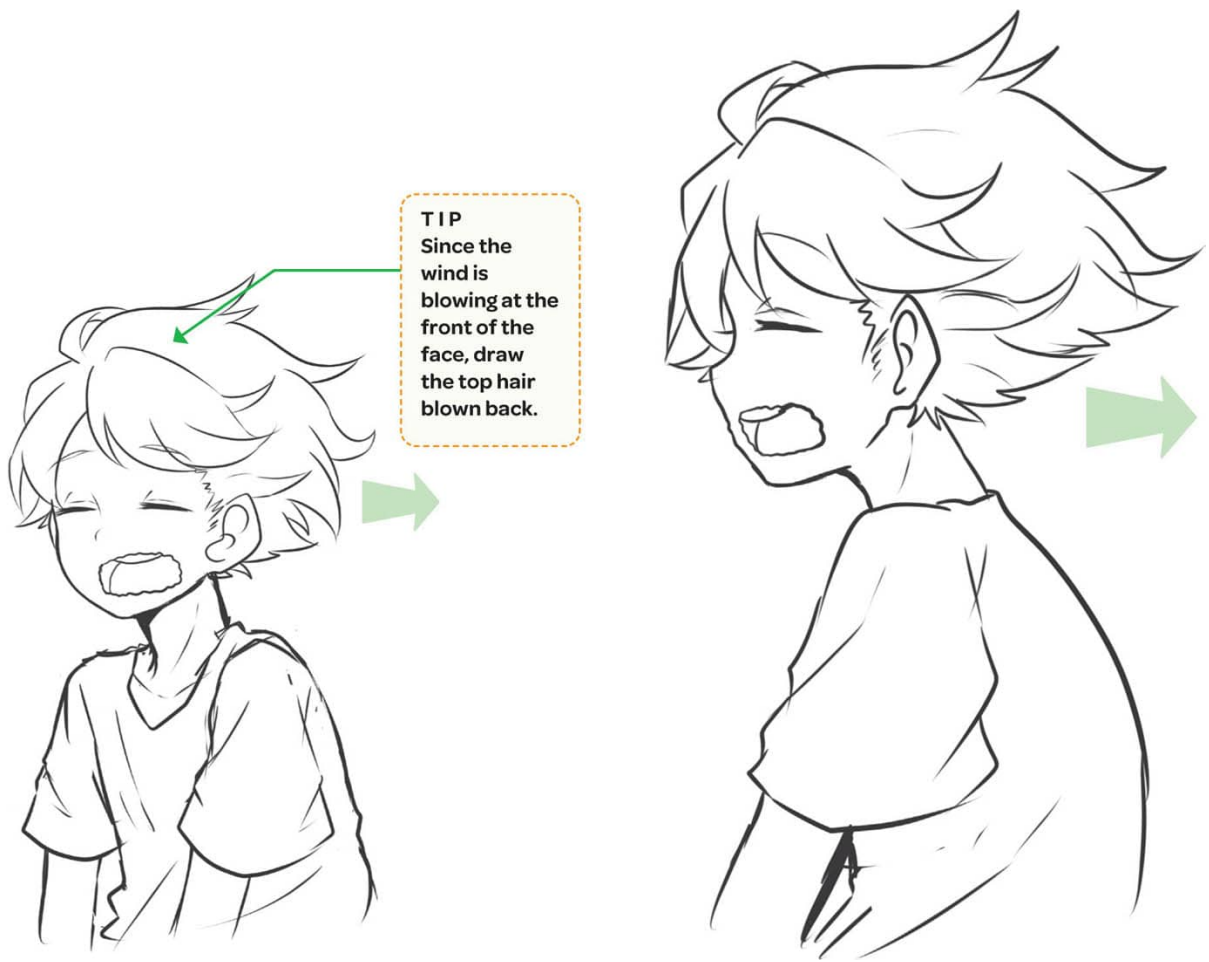 TIP
Since the
wind is
blowing at the
front of the
face, draw
the top hair
blown back.